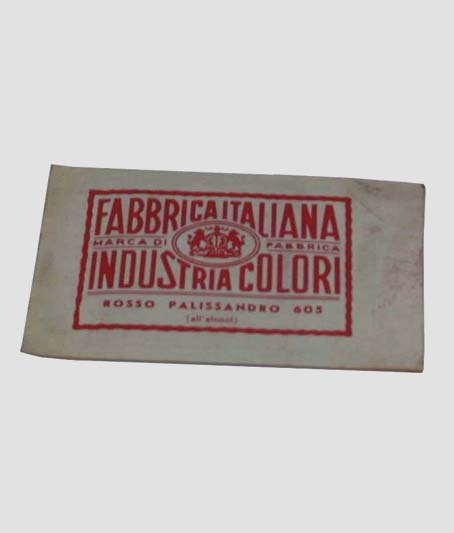 FABBRICA ITALIANA
MARCA DI FABBRICA
INDUSTRIA COLORI
ROSSO PALISSANDRO 605
(all'alcool)